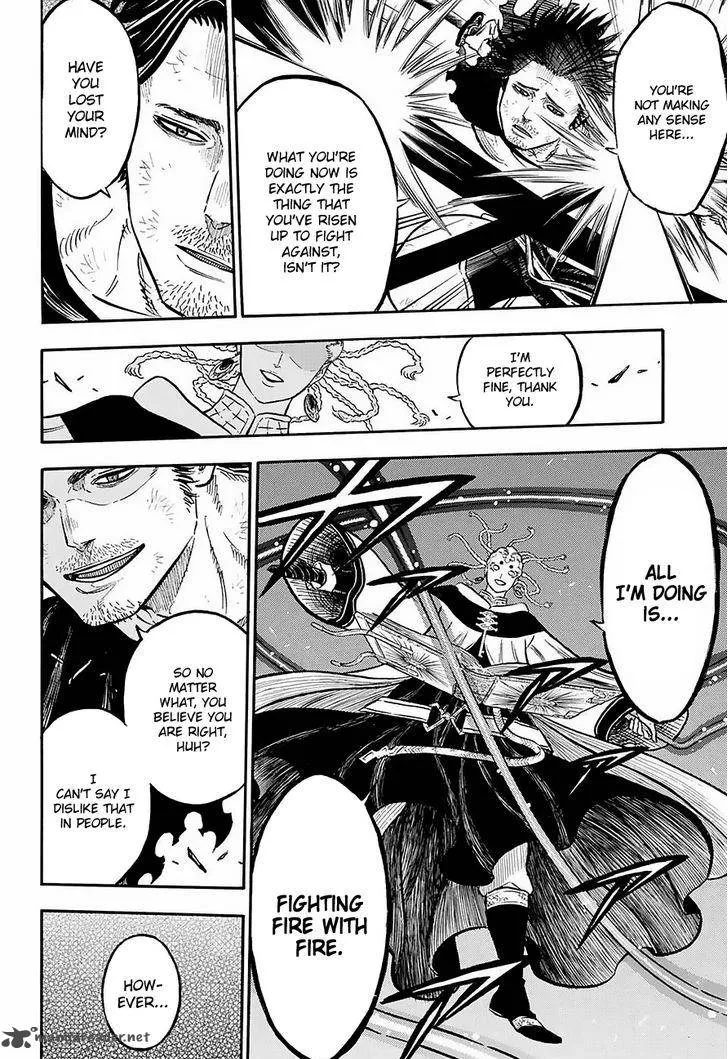 YOU'RE
NOT MAKING
ANY SENSE
HERE...
WHAT YOU'RE
DOING NOW IS
EXACTLY THE
THING THAT
YOU'VE RISEN
UP TO FIGHT
AGAINST,
ISN'T IT?
HAVE
YOU LOST
YOUR
MIND?
I'M
PERFECTLY
FINE, THANK
YOU.
ALL
I'M DOING
IS...
FIGHTING
FIRE WITH
FIRE.
SO NO
MATTER
WHAT, YOU
BELIEVE YOU
ARE RIGHT,
HUH?
I
CAN'T SAY I
DISLIKE THAT
IN PEOPLE.
HOW-
EVER...
mangareader.net